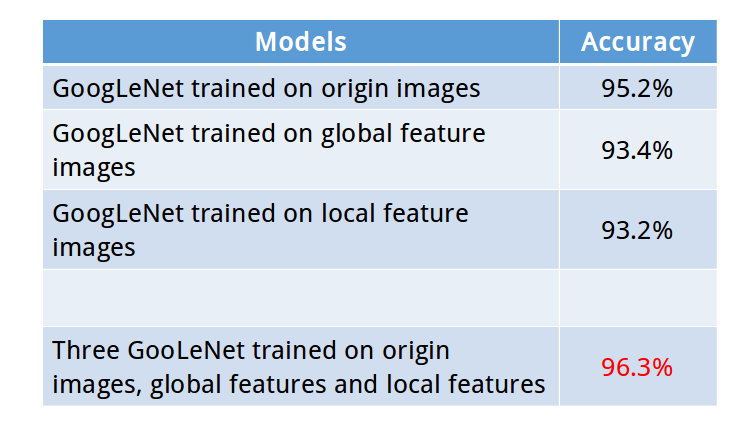 Models Accuracy
GoogLeNet trained on origin images 95.2%
GoogLeNet trained on global feature
images 93.4%
GoogLeNet trained on local feature
images 93.2%
Three GooLeNet trained on origin
images, global features and local features 96.3%